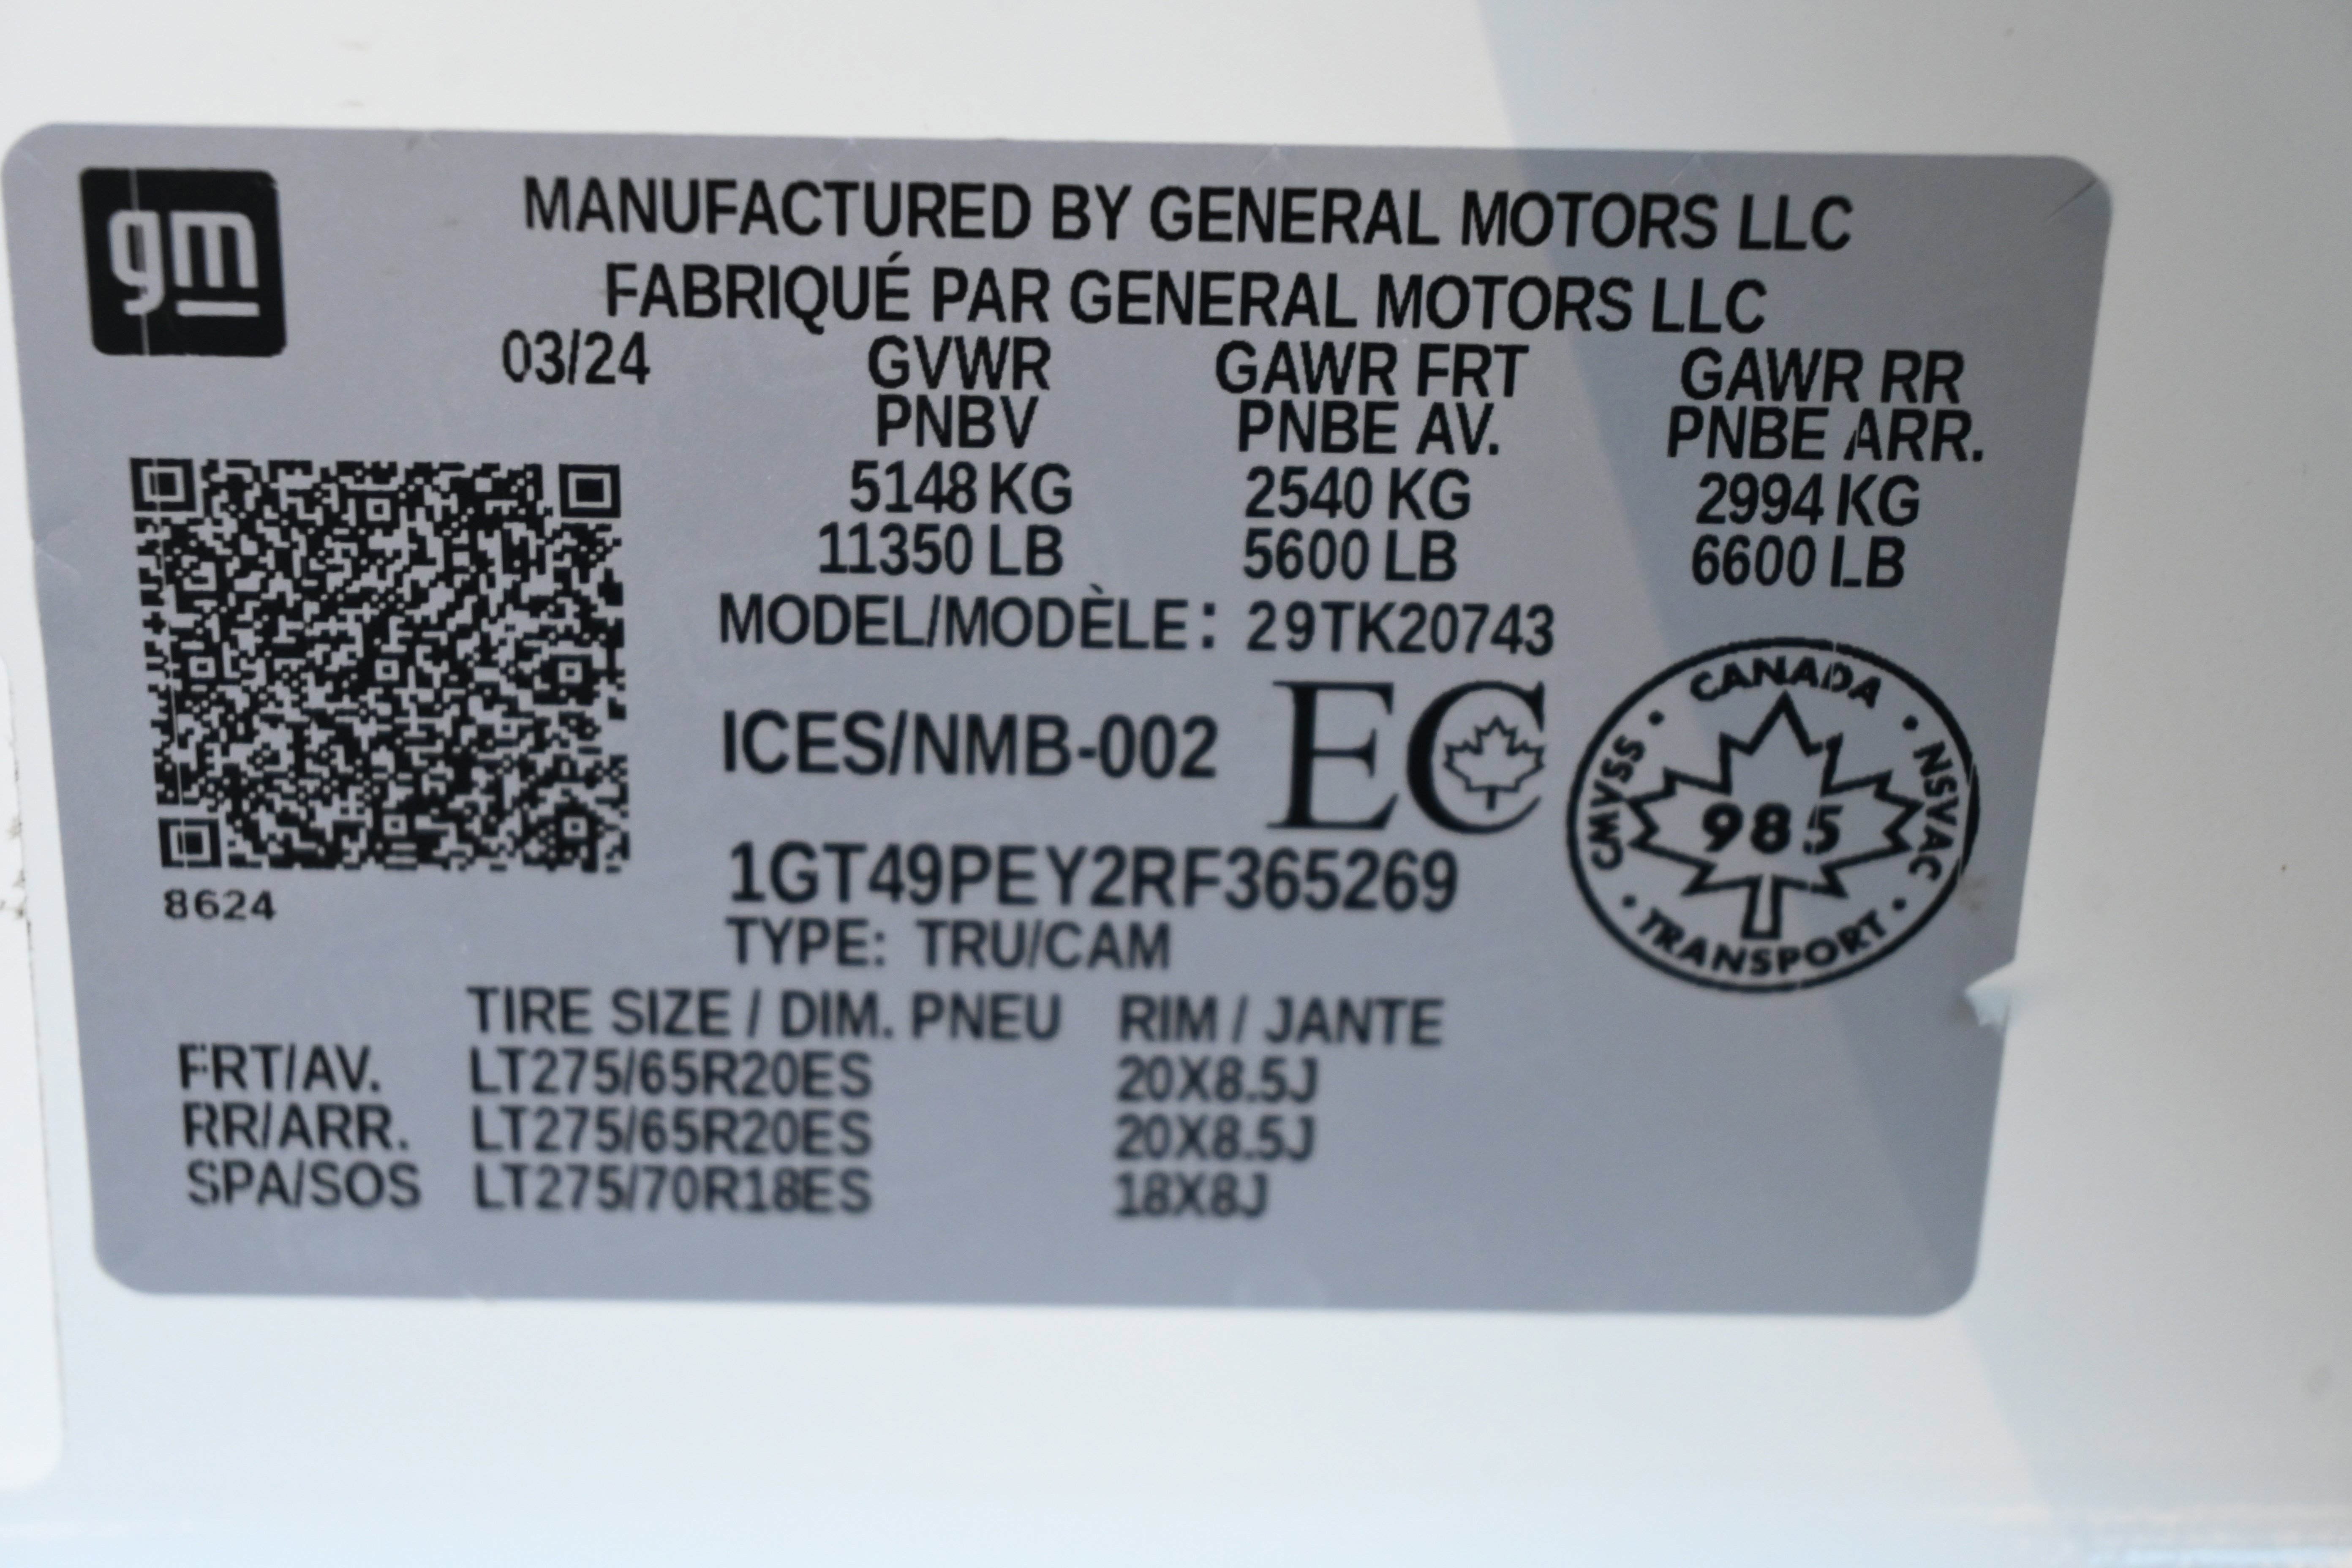 gm
MANUFACTURED BY GENERAL MOTORS LLC
FABRIQUÉ PAR GENERAL MOTORS LLC
03/24 GVWR GAWR FRT GAWR RR
PNBV PNBE AV. PNBE ARR.
5148 KG 2540 KG 2994 KG
11350 LB 5600 LB 6600 LB
MODEL/MODÈLE: 29TK20743
ICES/NMB-002 EC
CANADA
CMVSS 985 NSVAC
TRANSPORT
1GT49PEY2RF365269
8624
TYPE: TRU/CAM
TIRE SIZE / DIM. PNEU RIM / JANTE
FRT/AV. LT275/65R20ES 20X8.5J
RR/ARR. LT275/65R20ES 20X8.5J
SPA/SOS LT275/70R18ES 18X8J